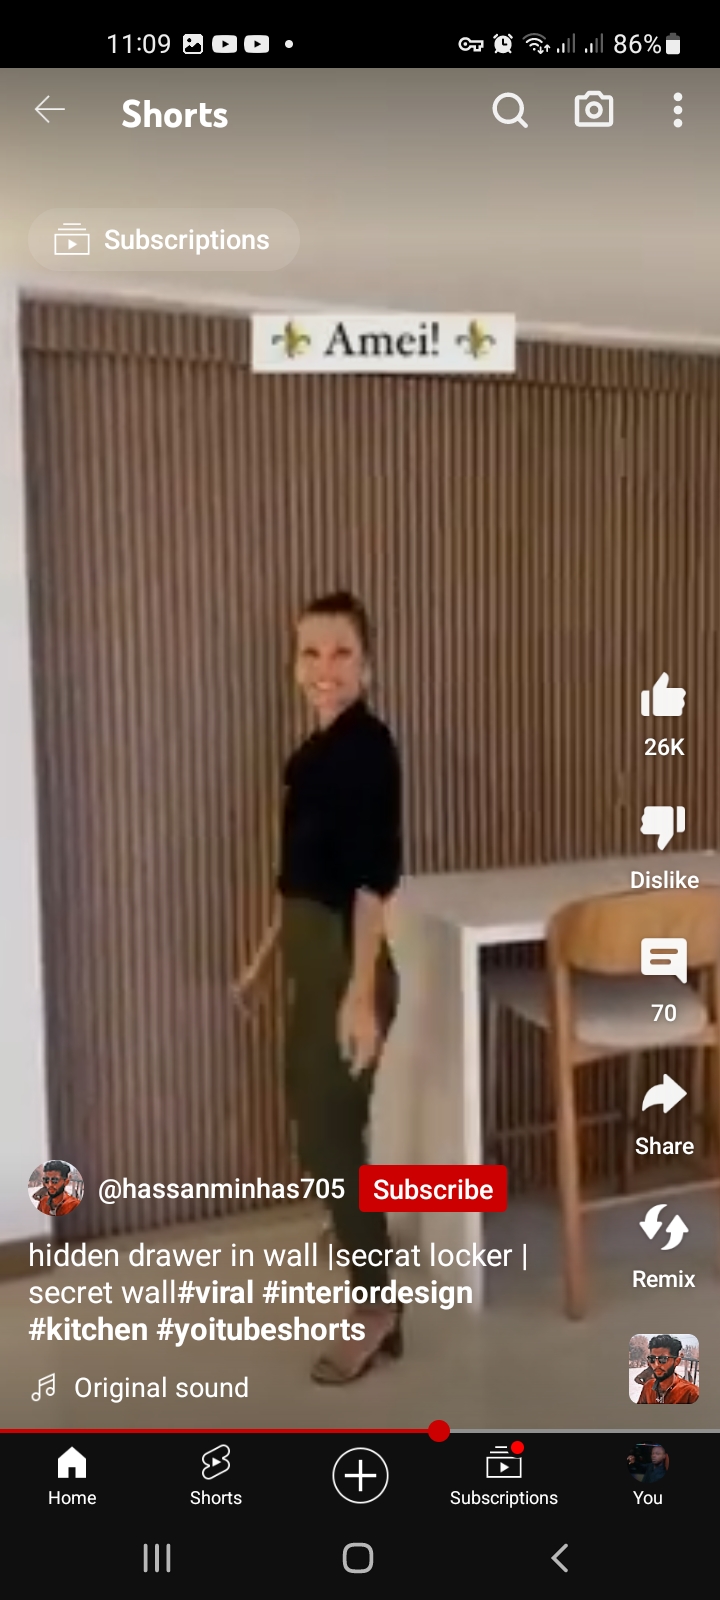 11:09
86%
Shorts
Subscriptions
⚜️ Amei! ⚜️
26K
Dislike
70
Share
@hassanminhas705 Subscribe
hidden drawer in wall |secrat locker |
secret wall#viral #interiordesign
#kitchen #yoitubeshorts
Remix
Original sound
Home
Shorts
Subscriptions
You